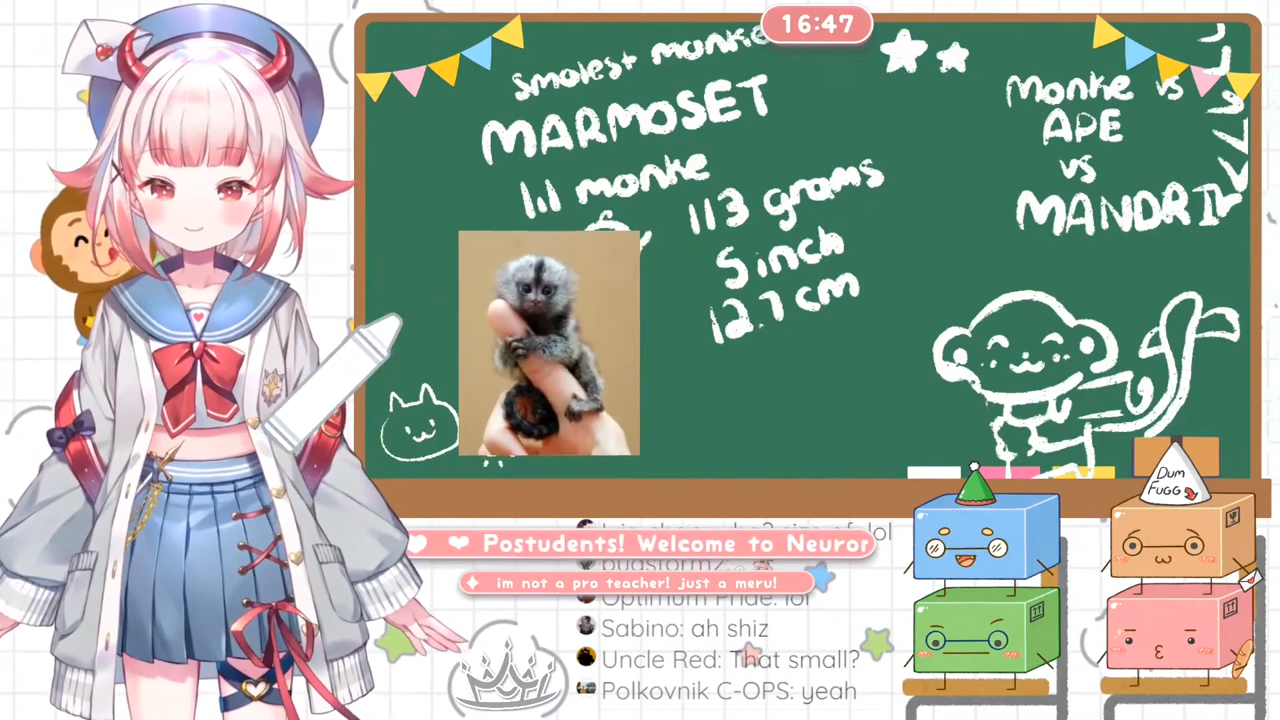 16:47
smolest monke
MARMOSET
1:1 monke
113 grams
5 inch
12.7 cm
Monke vs
APE
vs
MANDRILL
Dum
Fugg
❤ ❤ Postudents! Welcome to Neuror
im not a pro teacher! just a meru!
Optimum Pride: lol
Sabino: ah shiz
Uncle Red: That small?
Polkovnik C-OPS: yeah